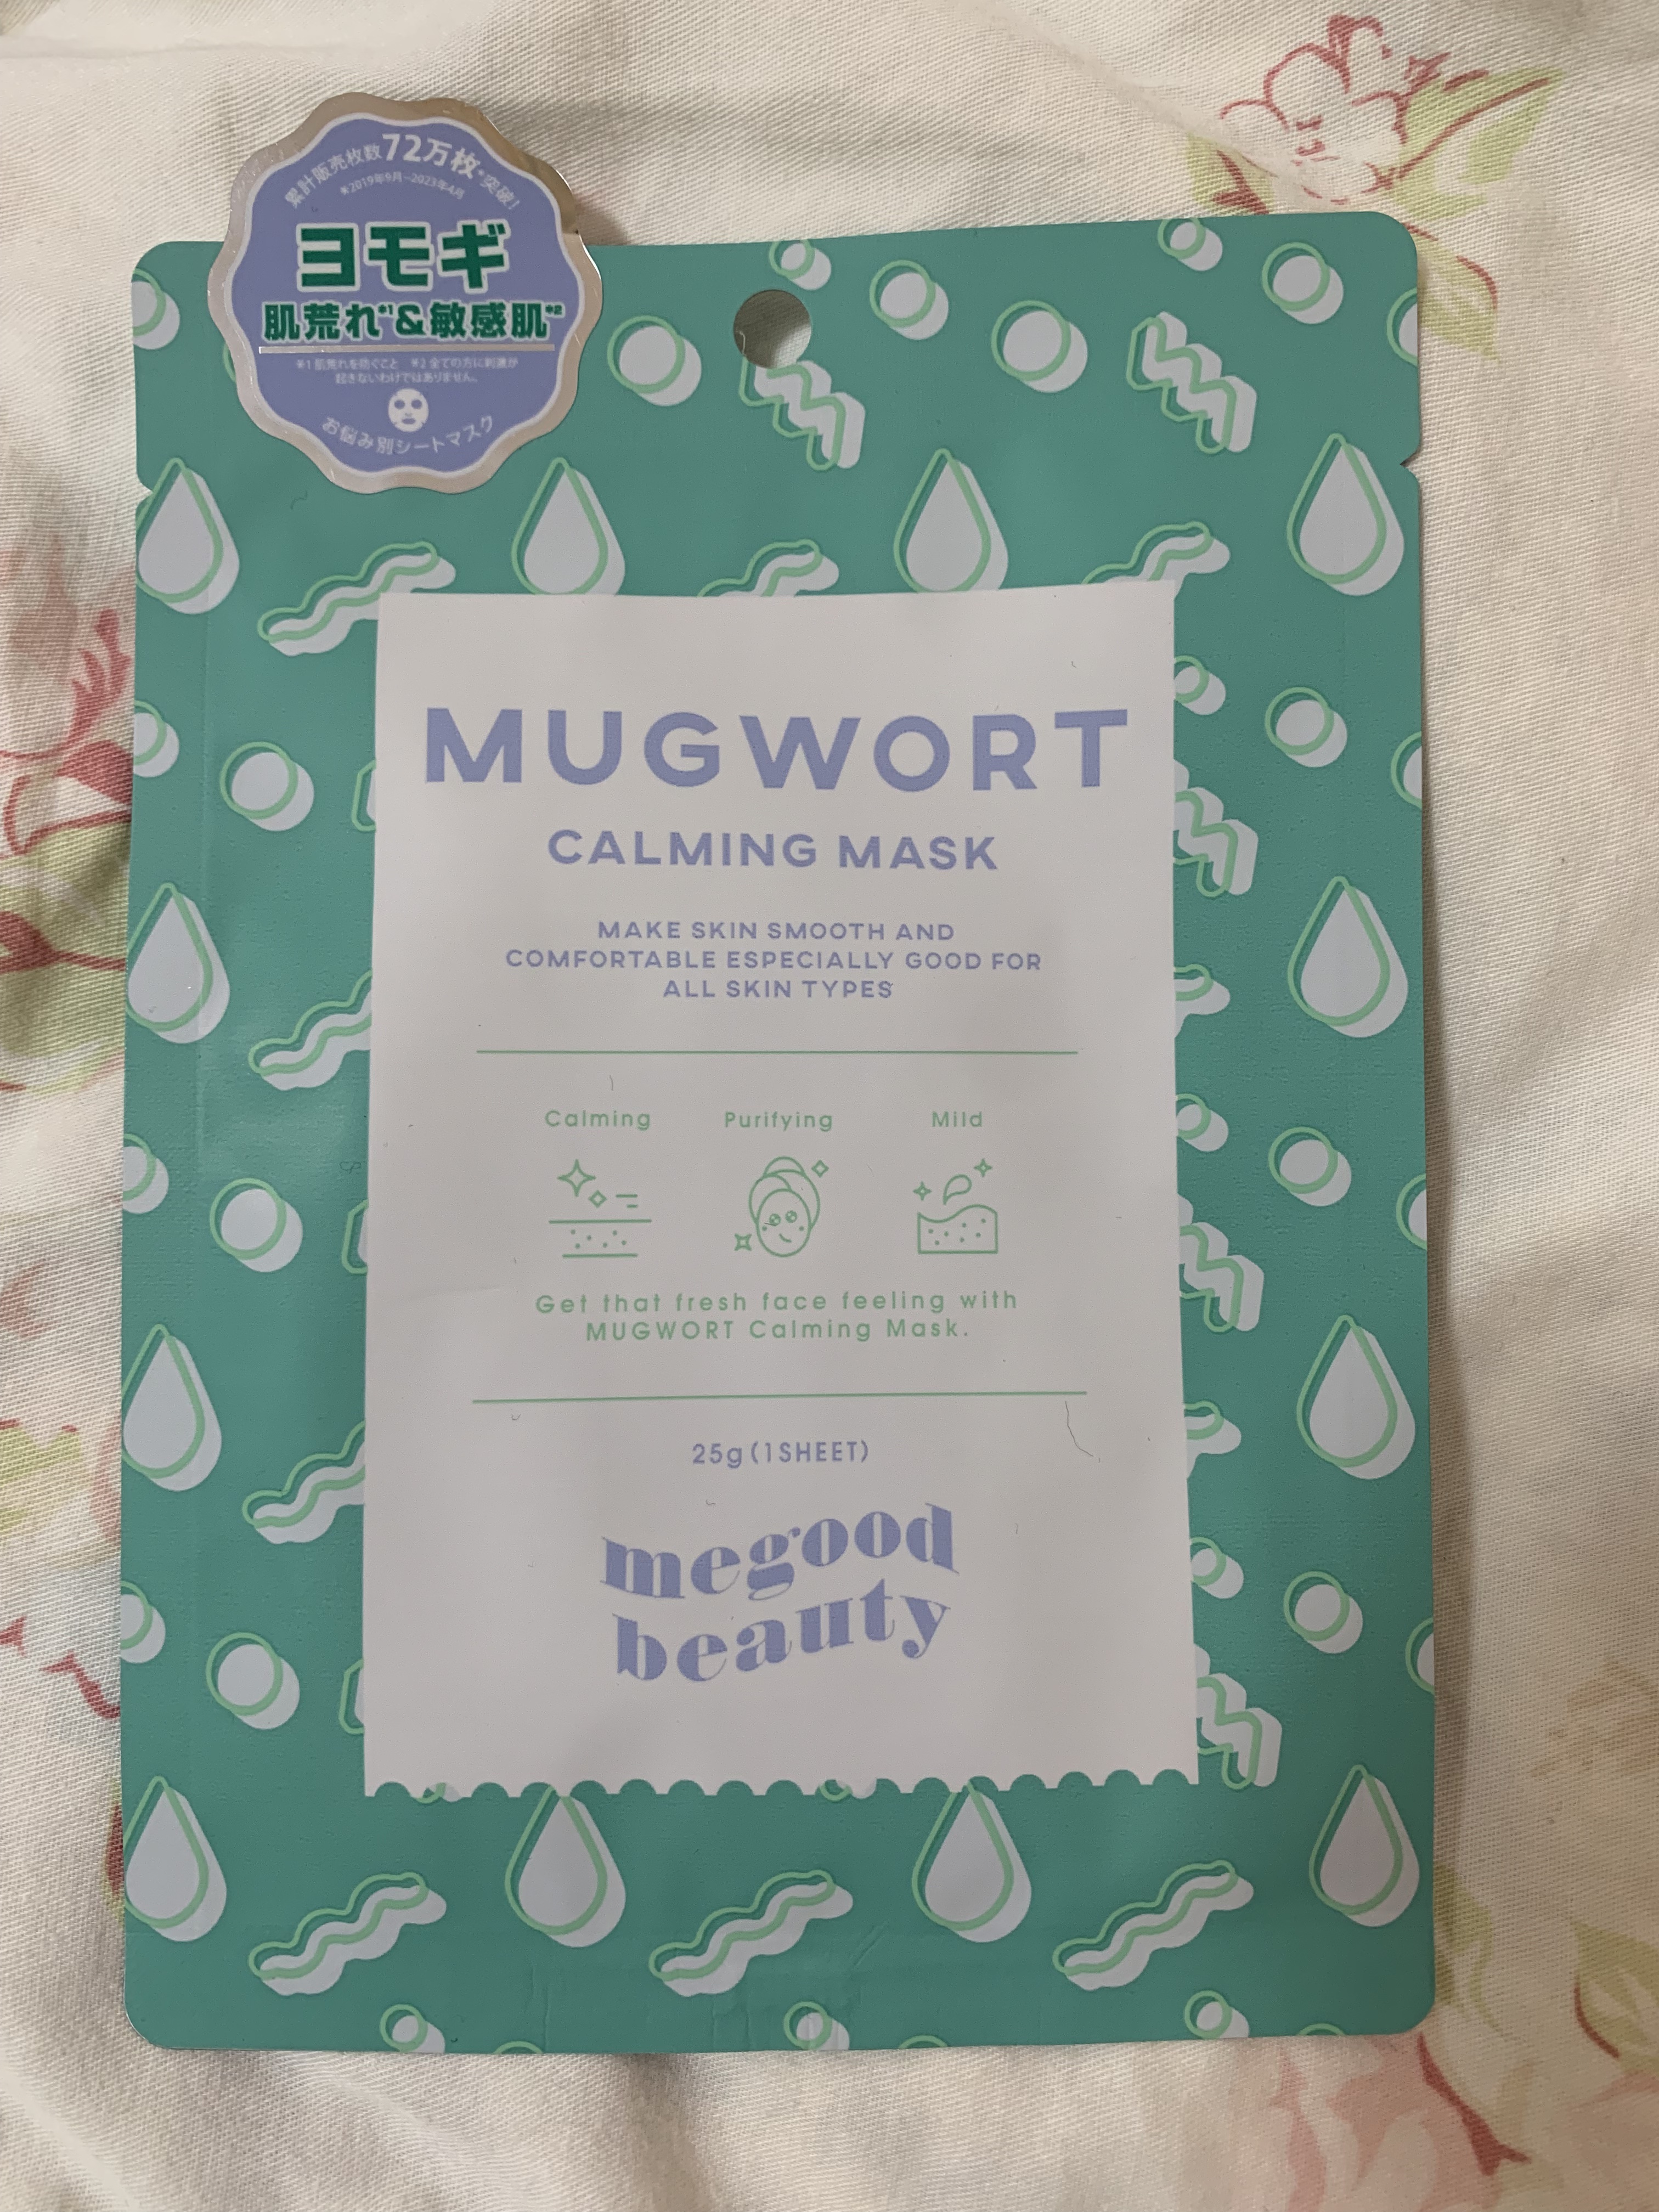 累計販売枚数72万枚*突破!
※2019年9月~2023年4月
ヨモギ
肌荒れ*1&敏感肌*2
※1 肌荒れを防ぐこと ※2 全ての方に刺激が
起きないわけではありません。
お悩み別シートマスク
MUGWORT
CALMING MASK
MAKE SKIN SMOOTH AND
COMFORTABLE ESPECIALLY GOOD FOR
ALL SKIN TYPES
Calming Purifying Mild
Get that fresh face feeling with
MUGWORT Calming Mask.
25g(1SHEET)
megood
beauty